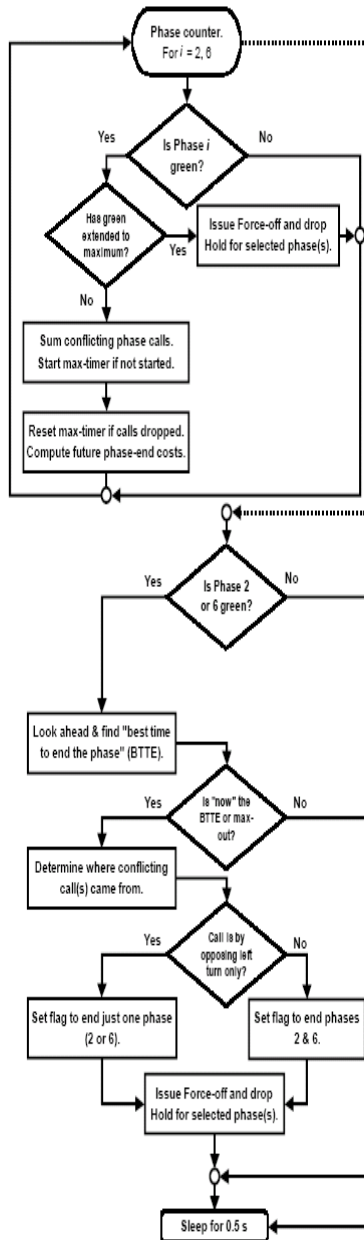 Phase counter.
For i = 2, 6
Yes
No
Is Phase i
green?
Has green
extended to
maximum?
Yes
Issue Force-off and drop
Hold for selected phase(s).
No
Sum conflicting phase calls.
Start max-timer if not started.
Reset max-timer if calls dropped.
Compute future phase-end costs.
Yes
No
Is Phase 2
or 6 green?
Look ahead & find "best time
to end the phase" (BTTE).
Yes
No
Is "now" the
BTTE or max-
out?
Determine where conflicting
call(s) came from.
Yes
No
Call is by
opposing left
turn only?
Set flag to end just one phase
(2 or 6).
Set flag to end phases
2 & 6.
Issue Force-off and drop
Hold for selected phase(s).
Sleep for 0.5 s